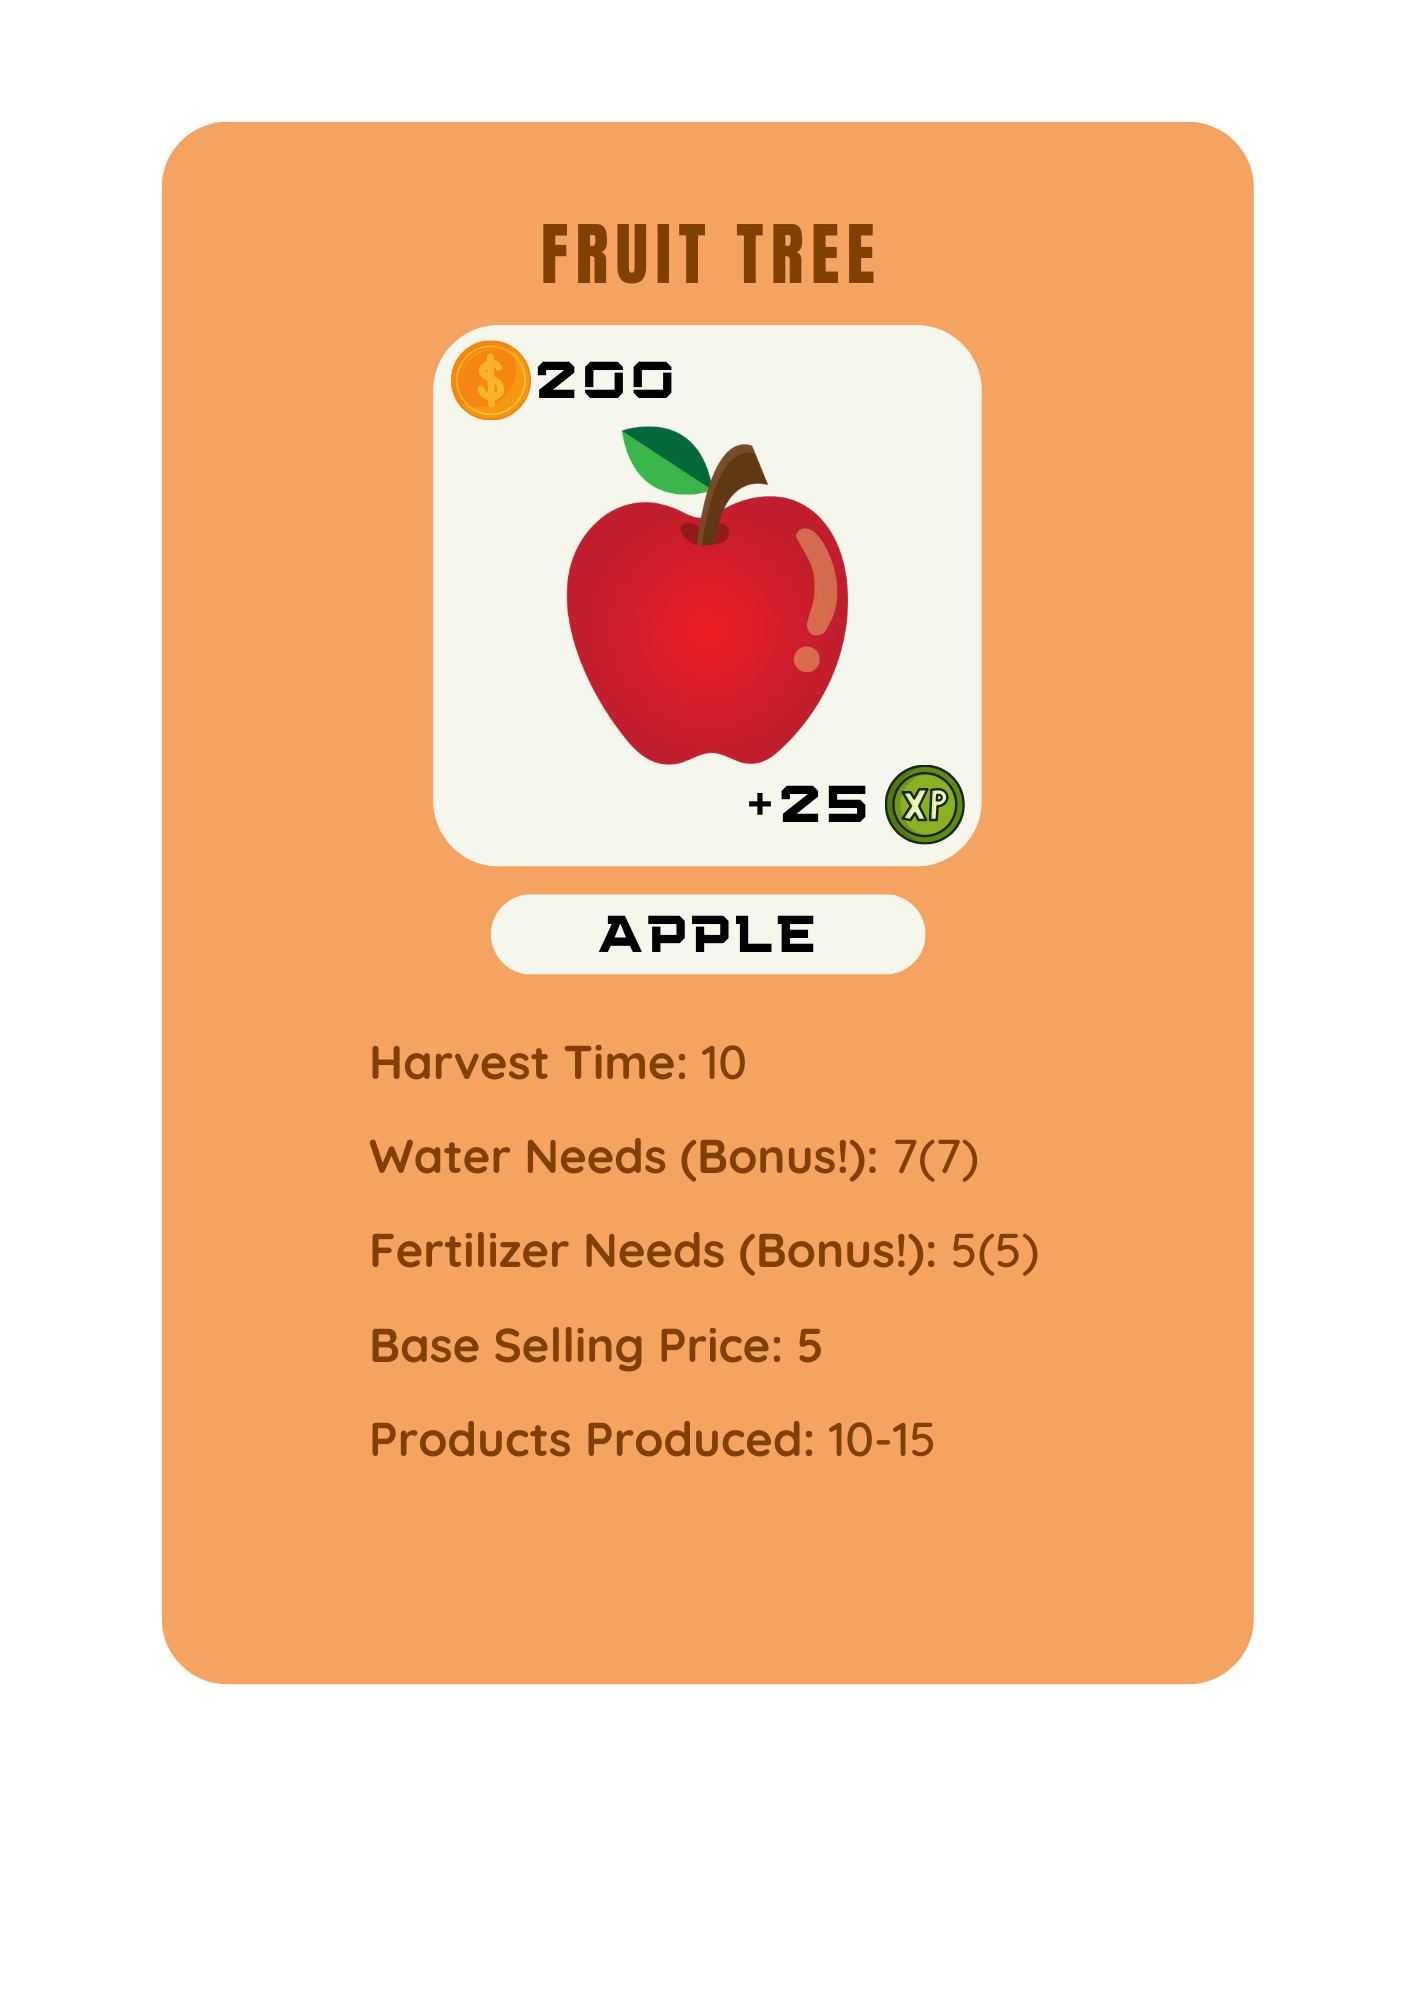 FRUIT TREE
$ 200
+25 XP
APPLE
Harvest Time: 10
Water Needs (Bonus!): 7(7)
Fertilizer Needs (Bonus!): 5(5)
Base Selling Price: 5
Products Produced: 10-15